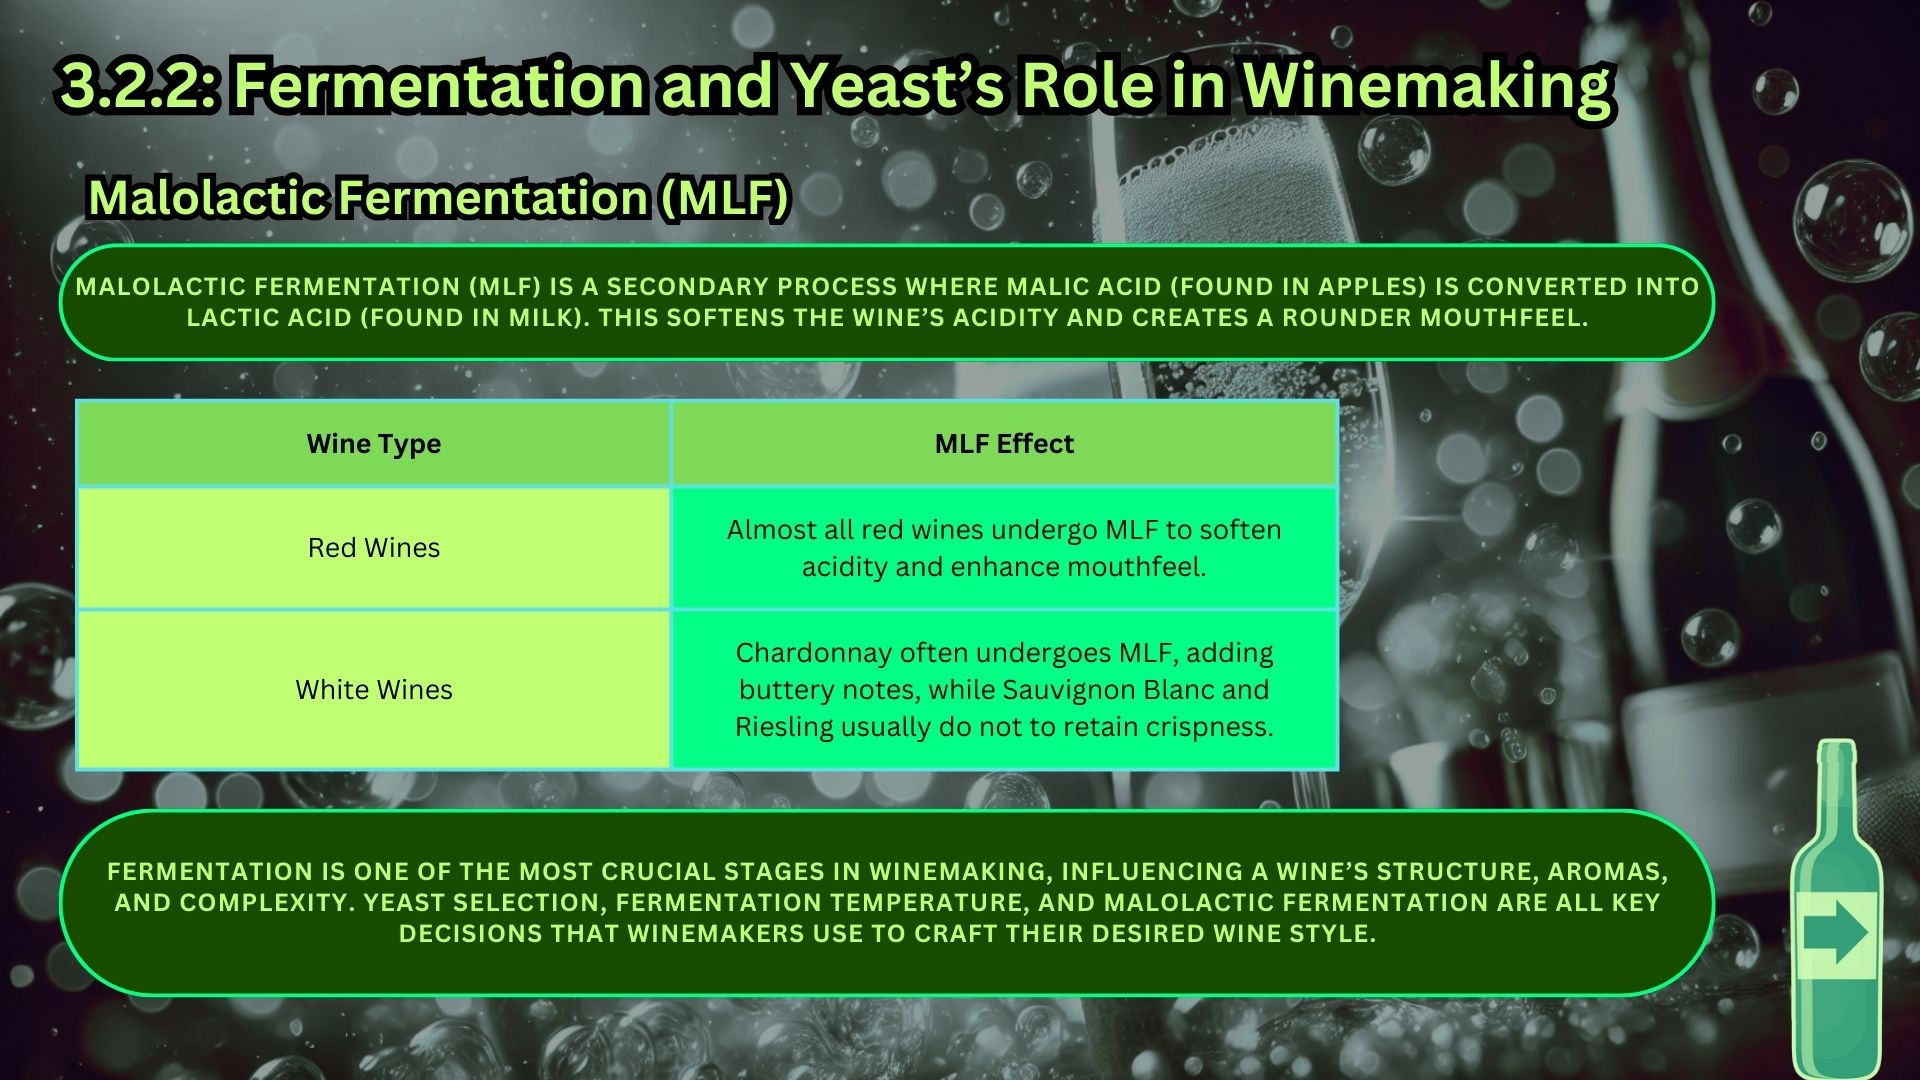 3.2.2: Fermentation and Yeast’s Role in Winemaking
Malolactic Fermentation (MLF)
MALOLACTIC FERMENTATION (MLF) IS A SECONDARY PROCESS WHERE MALIC ACID (FOUND IN APPLES) IS CONVERTED INTO
LACTIC ACID (FOUND IN MILK). THIS SOFTENS THE WINE’S ACIDITY AND CREATES A ROUNDER MOUTHFEEL.
Wine Type
MLF Effect
Red Wines
Almost all red wines undergo MLF to soften
acidity and enhance mouthfeel.
White Wines
Chardonnay often undergoes MLF, adding
buttery notes, while Sauvignon Blanc and
Riesling usually do not to retain crispness.
FERMENTATION IS ONE OF THE MOST CRUCIAL STAGES IN WINEMAKING, INFLUENCING A WINE’S STRUCTURE, AROMAS,
AND COMPLEXITY. YEAST SELECTION, FERMENTATION TEMPERATURE, AND MALOLACTIC FERMENTATION ARE ALL KEY
DECISIONS THAT WINEMAKERS USE TO CRAFT THEIR DESIRED WINE STYLE.